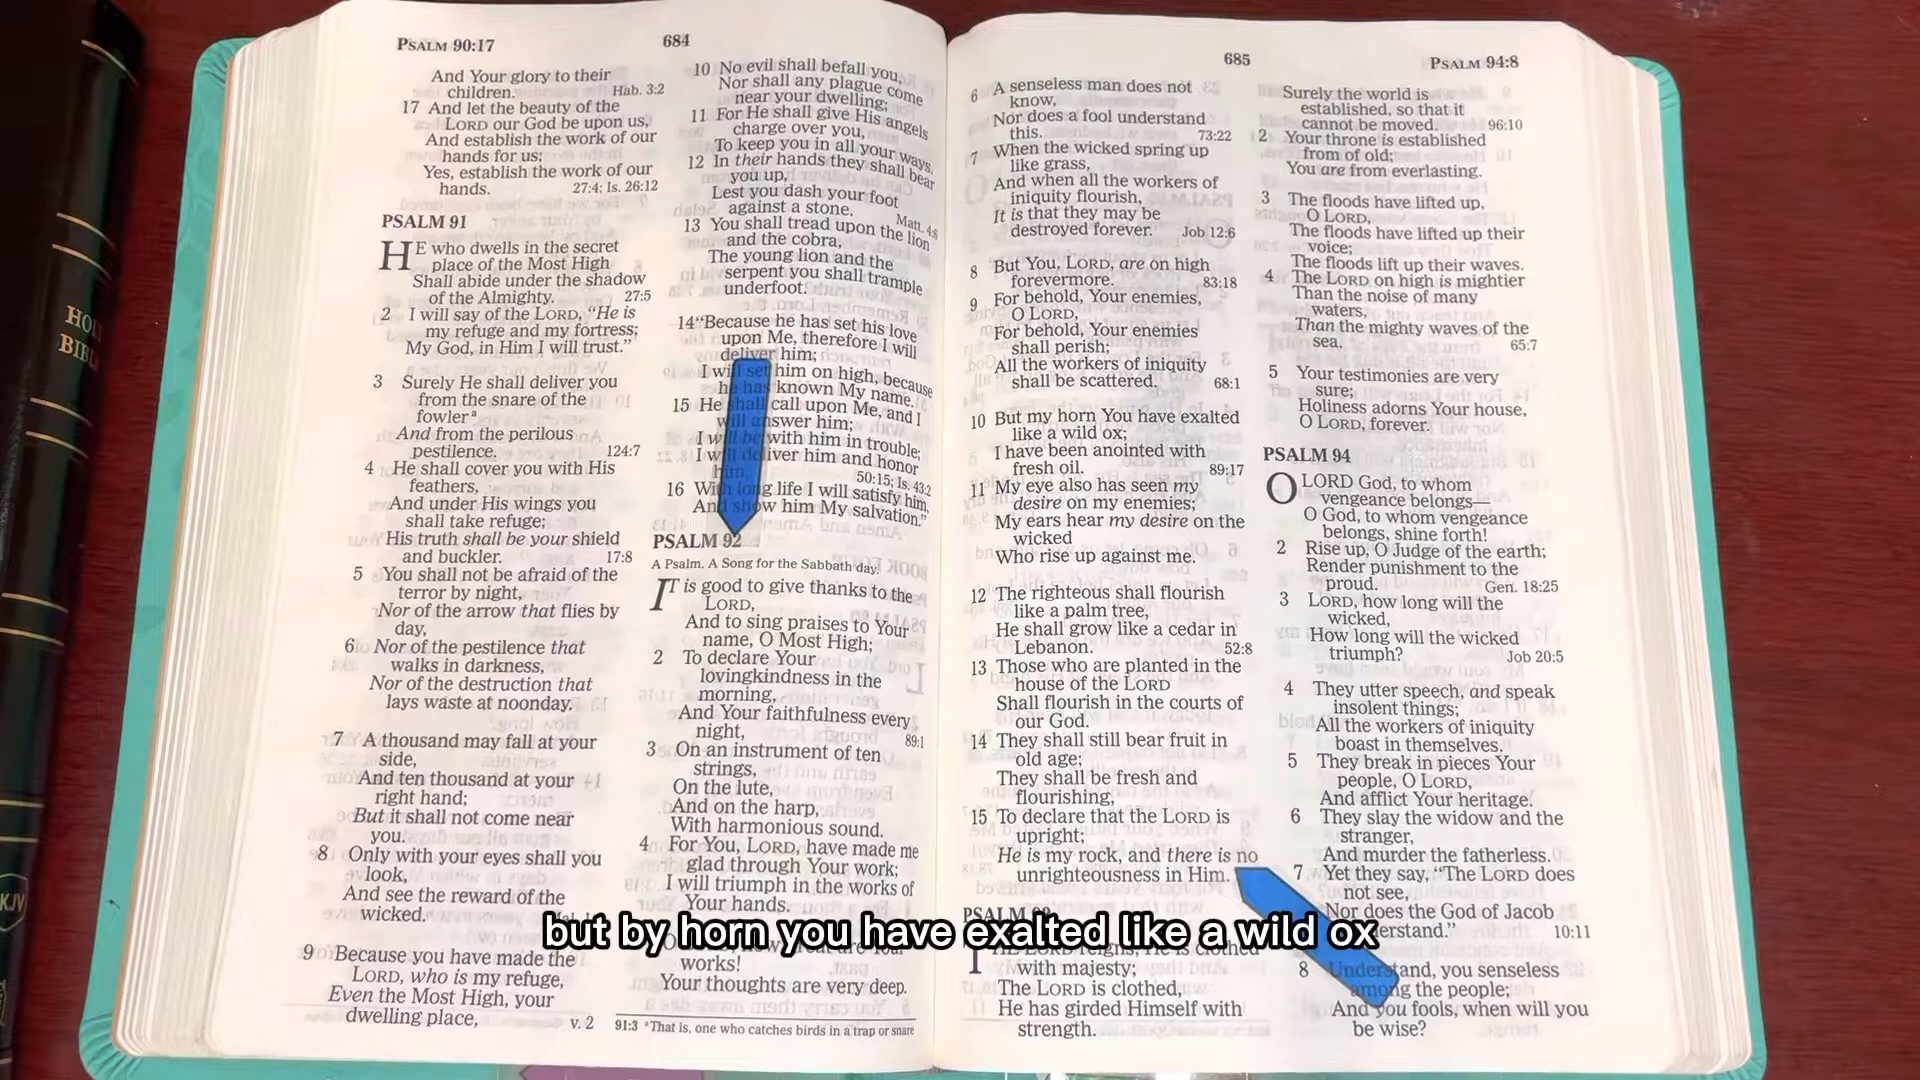 HOLY
BIBLE
KJV
PSALM 90:17
684
And Your glory to their
children. Hab. 3:2
17 And let the beauty of the
LORD our God be upon us,
And establish the work of our
hands for us;
Yes, establish the work of our
hands. 27:4; Is. 26:12
PSALM 91
HE who dwells in the secret
place of the Most High
Shall abide under the shadow
of the Almighty. 27:5
2 I will say of the LORD, “He is
my refuge and my fortress;
My God, in Him I will trust.”
3 Surely He shall deliver you
from the snare of the
fowler a
And from the perilous
pestilence. 124:7
4 He shall cover you with His
feathers,
And under His wings you
shall take refuge;
His truth shall be your shield
and buckler. 17:8
5 You shall not be afraid of the
terror by night,
Nor of the arrow that flies by
day,
6 Nor of the pestilence that
walks in darkness,
Nor of the destruction that
lays waste at noonday.
7 A thousand may fall at your
side,
And ten thousand at your
right hand;
But it shall not come near
you.
8 Only with your eyes shall you
look,
And see the reward of the
wicked.
9 Because you have made the
LORD, who is my refuge,
Even the Most High, your
dwelling place, v. 2
10 No evil shall befall you,
Nor shall any plague come
near your dwelling;
11 For He shall give His angels
charge over you,
To keep you in all your ways.
12 In their hands they shall bear
you up,
Lest you dash your foot
against a stone. Matt. 4:6
13 You shall tread upon the lion
and the cobra,
The young lion and the
serpent you shall trample
underfoot.
14 “Because he has set his love
upon Me, therefore I will
deliver him;
I will set him on high, because
he has known My name.
15 He shall call upon Me, and I
will answer him;
I will be with him in trouble;
I will deliver him and honor
him. 50:15; Is. 43:2
16 With long life I will satisfy him,
And show him My salvation.”
PSALM 92
A Psalm. A Song for the Sabbath day.
IT is good to give thanks to the
LORD,
And to sing praises to Your
name, O Most High;
2 To declare Your
lovingkindness in the
morning,
And Your faithfulness every
night, 89:1
3 On an instrument of ten
strings,
On the lute,
And on the harp,
With harmonious sound.
4 For You, LORD, have made me
glad through Your work;
I will triumph in the works of
Your hands.
works!
Your thoughts are very deep.
91:3 a That is, one who catches birds in a trap or snare
685
PSALM 94:8
6 A senseless man does not
know,
Nor does a fool understand
this. 73:22
7 When the wicked spring up
like grass,
And when all the workers of
iniquity flourish,
It is that they may be
destroyed forever. Job 12:6
8 But You, LORD, are on high
forevermore. 83:18
9 For behold, Your enemies,
O LORD,
For behold, Your enemies
shall perish;
All the workers of iniquity
shall be scattered. 68:1
10 But my horn You have exalted
like a wild ox;
I have been anointed with
fresh oil. 89:17
11 My eye also has seen my
desire on my enemies;
My ears hear my desire on the
wicked
Who rise up against me.
12 The righteous shall flourish
like a palm tree,
He shall grow like a cedar in
Lebanon. 52:8
13 Those who are planted in the
house of the LORD
Shall flourish in the courts of
our God.
14 They shall still bear fruit in
old age;
They shall be fresh and
flourishing,
15 To declare that the LORD is
upright;
He is my rock, and there is no
unrighteousness in Him.
PSALM
THE LORD reigns, He is clothed
with majesty;
The LORD is clothed,
He has girded Himself with
strength.
Surely the world is
established, so that it
cannot be moved. 96:10
2 Your throne is established
from of old;
You are from everlasting.
3 The floods have lifted up,
O LORD,
The floods have lifted up their
voice;
The floods lift up their waves.
4 The LORD on high is mightier
Than the noise of many
waters,
Than the mighty waves of the
sea. 65:7
5 Your testimonies are very
sure;
Holiness adorns Your house,
O LORD, forever.
PSALM 94
O LORD God, to whom
vengeance belongs—
O God, to whom vengeance
belongs, shine forth!
2 Rise up, O Judge of the earth;
Render punishment to the
proud. Gen. 18:25
3 LORD, how long will the
wicked,
How long will the wicked
triumph? Job 20:5
4 They utter speech, and speak
insolent things;
All the workers of iniquity
boast in themselves.
5 They break in pieces Your
people, O LORD,
And afflict Your heritage.
6 They slay the widow and the
stranger,
And murder the fatherless.
7 Yet they say, “The LORD does
not see,
Nor does the God of Jacob
understand.” 10:11
8 Understand, you senseless
among the people;
And you fools, when will you
be wise?
but by horn you have exalted like a wild ox